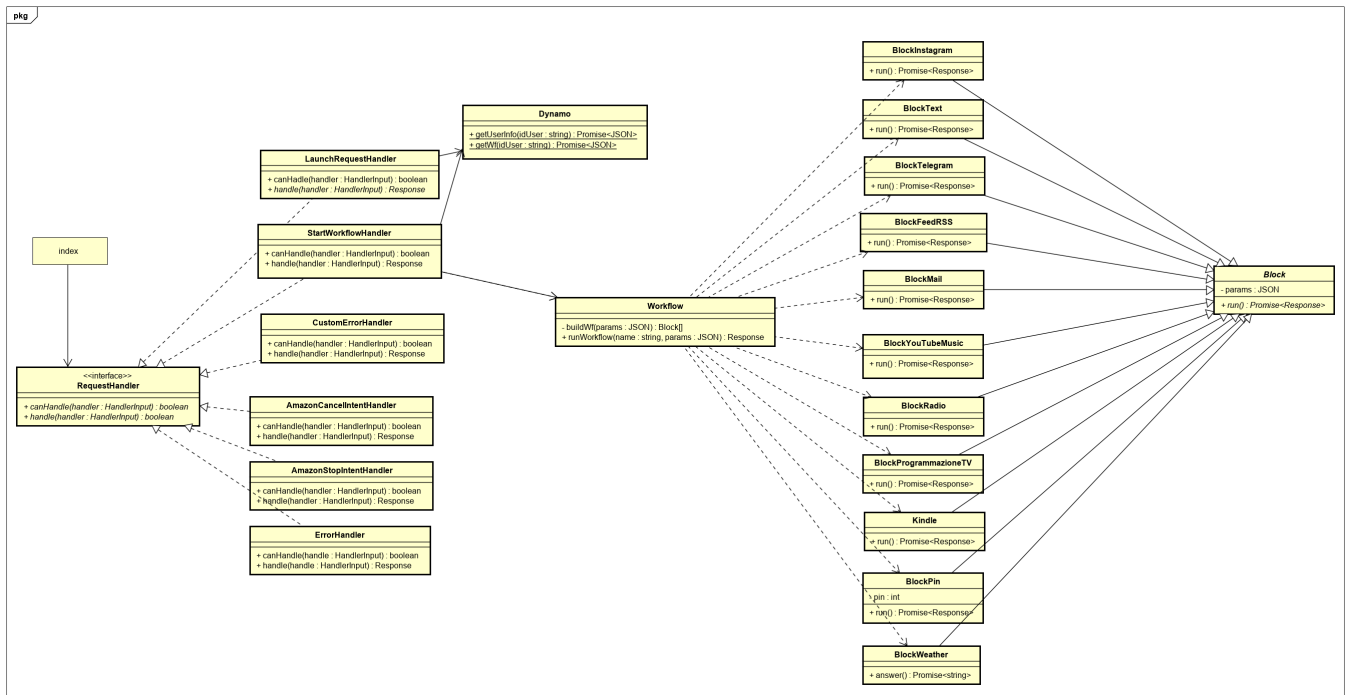 pkg
index
<<interface>>
RequestHandler
+ canHandle(handler : HandlerInput) : boolean
+ handle(handler : HandlerInput) : boolean
LaunchRequestHandler
+ canHadle(handler : HandlerInput) : boolean
+ handle(handler : HandlerInput) : Response
StartWorkflowHandler
+ canHandle(handler : HandlerInput) : boolean
+ handle(handler : HandlerInput) : Response
CustomErrorHandler
+ canHandle(handler : HandlerInput) : boolean
+ handle(handler : HandlerInput) : Response
AmazonCancelIntentHandler
+ canHandle(handler : HandlerInput) : boolean
+ handle(handler : HandlerInput) : Response
AmazonStopIntentHandler
+ canHandle(handler : HandlerInput) : boolean
+ handle(handler : HandlerInput) : Response
ErrorHandler
+ canHandle(handle : HandlerInput) : boolean
+ handle(handle : HandlerInput) : Response
Dynamo
+ getUserInfo(idUser : string) : Promise<JSON>
+ getWf(idUser : string) : Promise<JSON>
Workflow
- buildWf(params : JSON) : Block[]
+ runWorkflow(name : string, params : JSON) : Response
BlockInstagram
+ run() : Promise<Response>
BlockText
+ run() : Promise<Response>
BlockTelegram
+ run() : Promise<Response>
BlockFeedRSS
+ run() : Promise<Response>
BlockMail
+ run() : Promise<Response>
BlockYouTubeMusic
+ run() : Promise<Response>
BlockRadio
+ run() : Promise<Response>
BlockProgrammazioneTV
+ run() : Promise<Response>
Kindle
+ run() : Promise<Response>
BlockPin
- pin : int
+ run() : Promise<Response>
BlockWeather
+ answer() : Promise<string>
Block
- params : JSON
+ run() : Promise<Response>